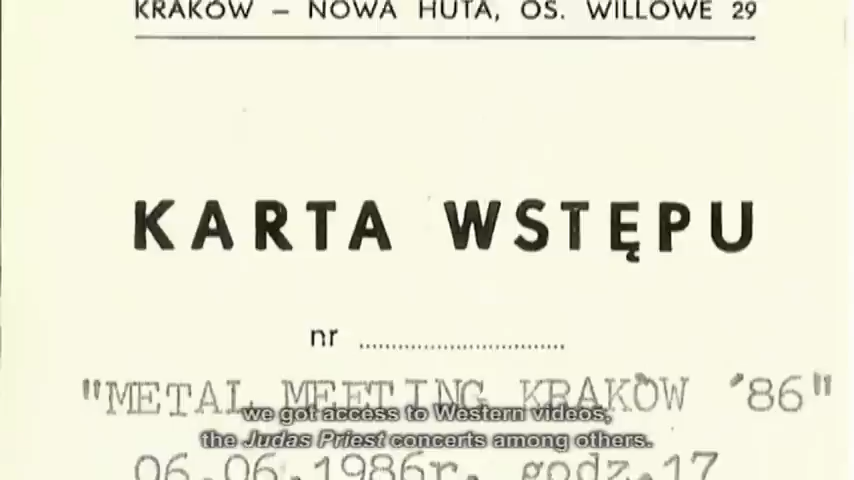 KRAKÓW – NOWA HUTA, OS. WILLOWE 29
KARTA WSTĘPU
nr ..............................
"METAL MEETING KRAKÓW '86"
we got access to Western videos,
the Judas Priest concerts among others.
06.06.1986r. godz.17